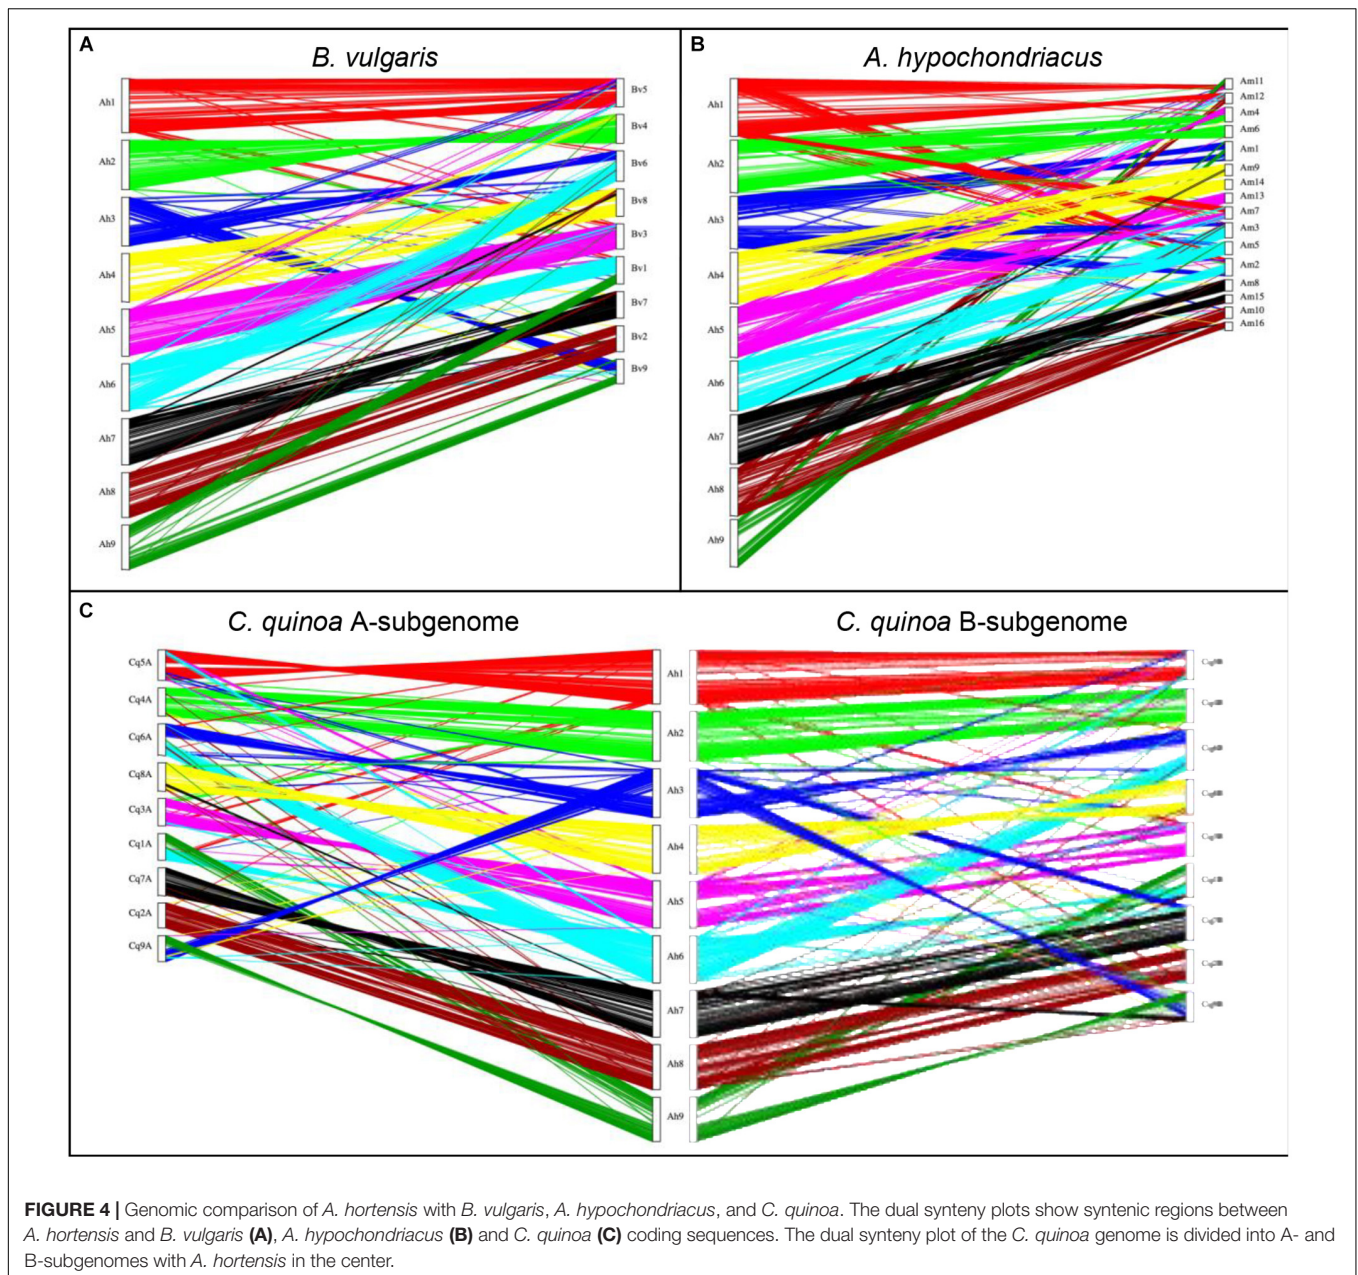 A
B. vulgaris
B
A. hypochondriacus
Ah1
Ah2
Ah3
Ah4
Ah5
Ah6
Ah7
Ah8
Ah9
Bv5
Bv4
Bv6
Bv8
Bv3
Bv1
Bv7
Bv2
Bv9
Ah1
Ah2
Ah3
Ah4
Ah5
Ah6
Ah7
Ah8
Ah9
Am11
Am12
Am4
Am6
Am1
Am9
Am14
Am13
Am7
Am3
Am5
Am2
Am8
Am15
Am10
Am16
C
C. quinoa A-subgenome
C. quinoa B-subgenome
Cq5A
Cq4A
Cq6A
Cq8A
Cq3A
Cq1A
Cq7A
Cq2A
Cq9A
Ah1
Ah2
Ah3
Ah4
Ah5
Ah6
Ah7
Ah8
Ah9
FIGURE 4 | Genomic comparison of A. hortensis with B. vulgaris, A. hypochondriacus, and C. quinoa. The dual synteny plots show syntenic regions between
A. hortensis and B. vulgaris (A), A. hypochondriacus (B) and C. quinoa (C) coding sequences. The dual synteny plot of the C. quinoa genome is divided into A- and
B-subgenomes with A. hortensis in the center.